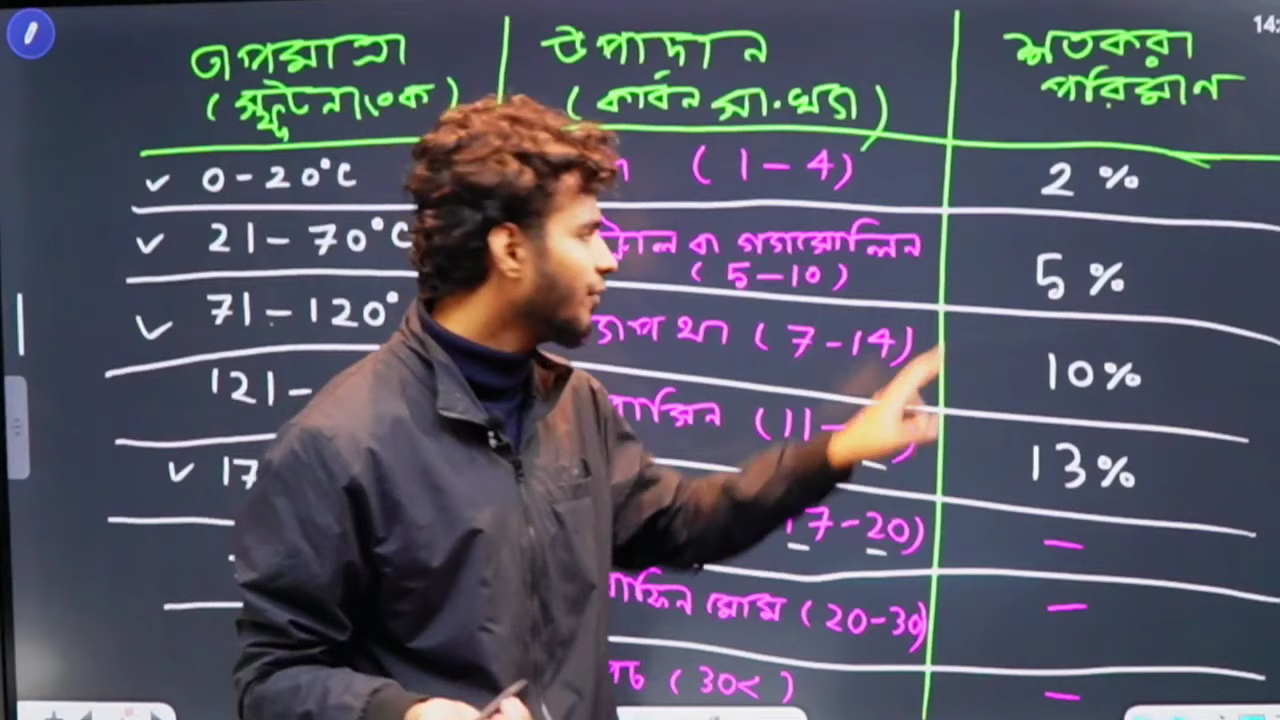 14:
তাপমাত্রা উপাদান শতকরা
(স্ফুটনাংক) (কার্বন সংখ্যা) পরিমাণ
0-20°C (1-4) 2%
21-70°C বা গ্যাসোলিন
(5-10) 5%
71-120° (7-14) 10%
121- (11- 13%
17 17-20) -
মোম (20-30) -
(30< ) -